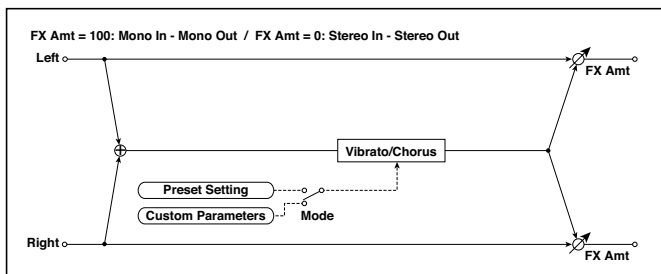 FX Amt = 100: Mono In - Mono Out / FX Amt = 0: Stereo In - Stereo Out
Left
FX Amt
+
Vibrato/Chorus
Preset Setting
Custom Parameters
Mode
Right
FX Amt